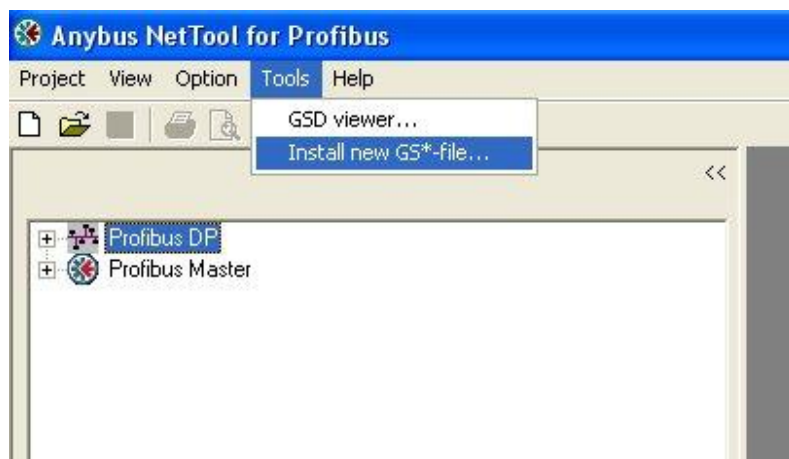 Anybus NetTool for Profibus
Project View Option Tools Help
GSD viewer...
Install new GS*-file...
<<
Profibus DP
Profibus Master